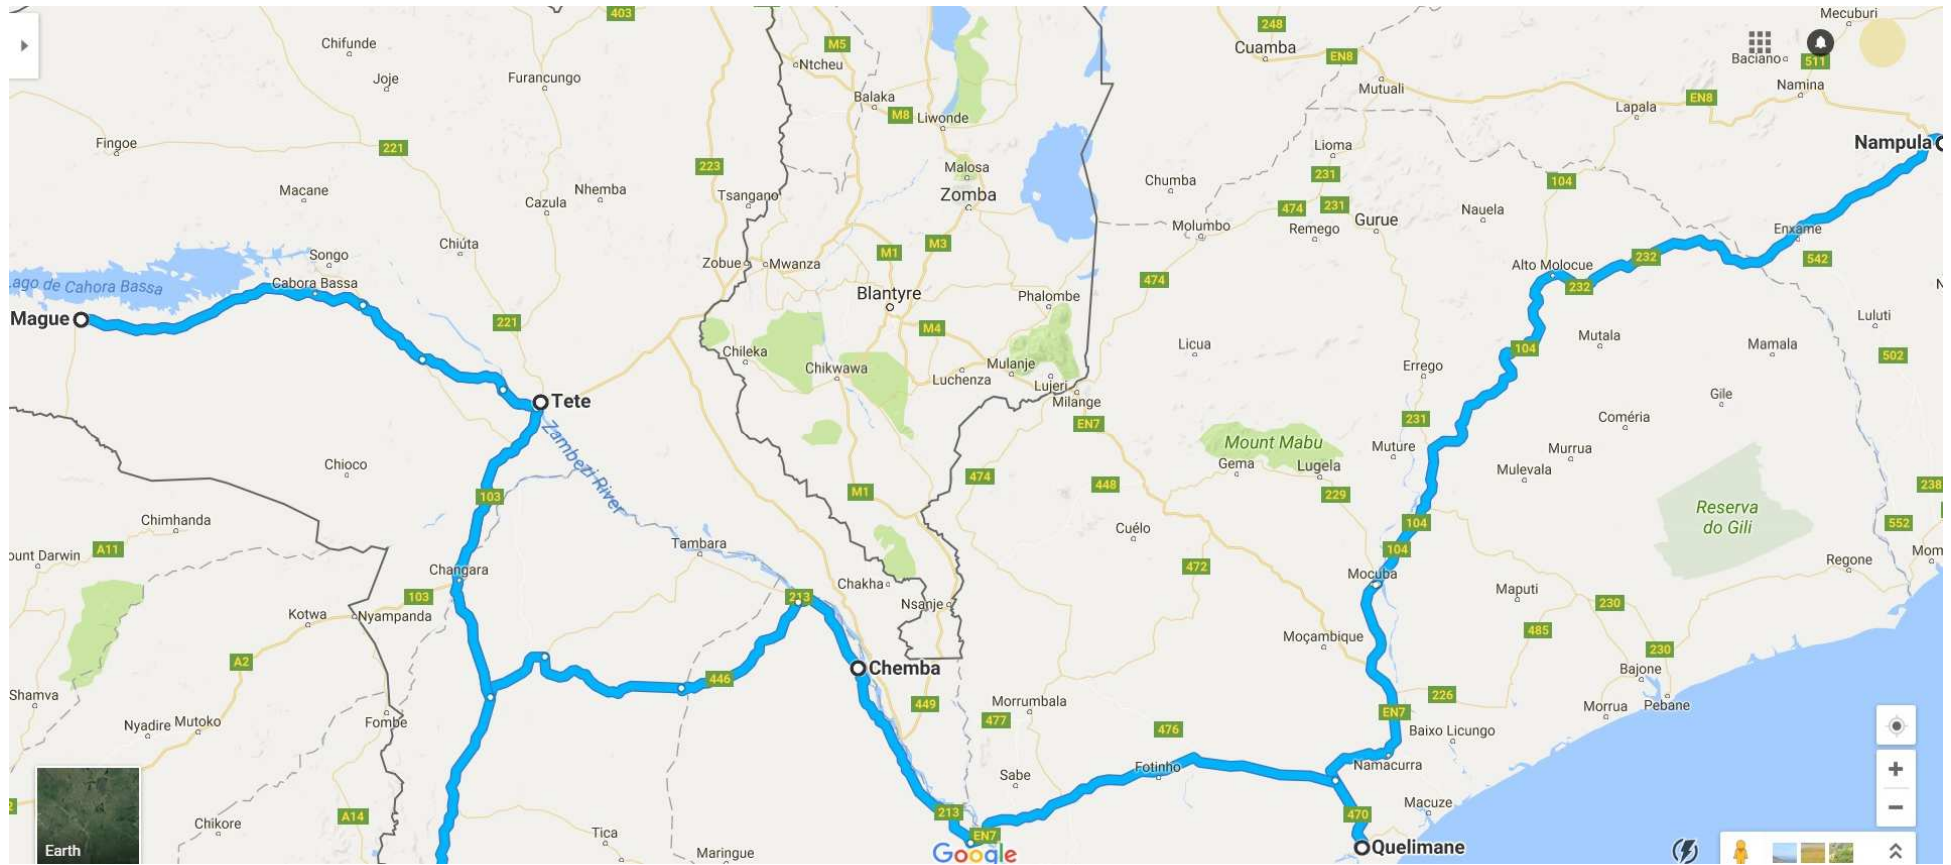 403
Mecuburi
Chifunde
M5
248
Cuamba
EN8
Baciano
511
Joje
Furancungo
Ntcheu
Mutuali
Namina
Balaka
M8
Liwonde
Lapala
EN8
Fingoe
221
223
Malosa
Lioma
Nampula
Macane
Nhemba
Tsangano
Zomba
Chumba
231
104
Cazula
474
231
Gurue
Nauela
Molumbo
Remego
Enxame
Chiúta
M3
M1
Songo
Zobue
Mwanza
232
542
Alto Molocue
474
232
Lago de Cahora Bassa
Cabora Bassa
Blantyre
Phalombe
Mague
221
M4
Luluti
Mutala
Licua
104
Mamala
502
Chileka
Chikwawa
Mulanje
Luchenza
Lujeri
Errego
Milange
Gile
Tete
Coméria
EN7
231
Zambezi River
Mount Mabu
Muture
Murrua
Chioco
Gema
Lugela
Mulevala
474
448
103
M1
229
238
Reserva
do Gili
Chimhanda
Cuélo
104
552
Tambara
A11
104
ount Darwin
Regone
Mom
Changara
472
Mocuba
Chakha
Maputi
103
213
Nsanje
230
Kotwa
Nyampanda
485
Moçambique
A2
230
Chemba
Bajone
446
Shamva
226
449
Morrumbala
Pebane
Morrua
Nyadire
Mutoko
Fombe
477
EN7
476
Baixo Licungo
Fotinho
Namacurra
Sabe
Macuze
A14
213
470
Chikore
Tica
EN7
Quelimane
Maringue
Google
Earth